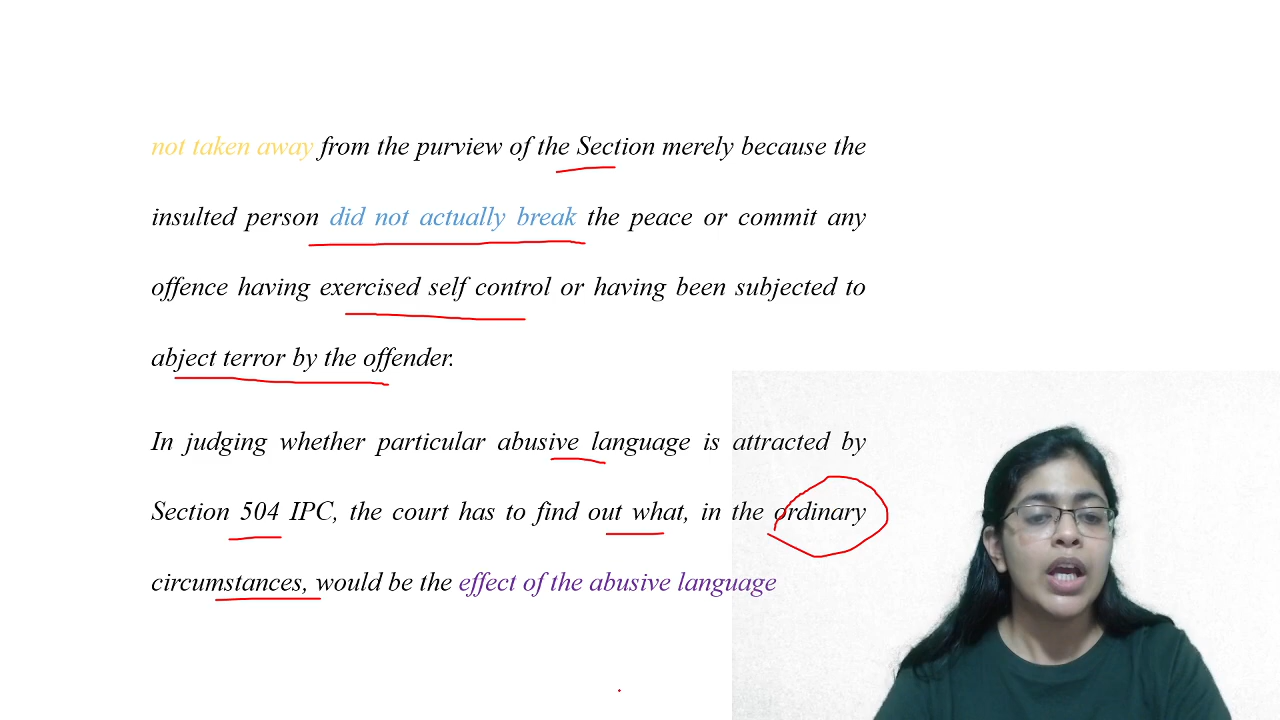 not taken away from the purview of the Section merely because the
insulted person did not actually break the peace or commit any
offence having exercised self control or having been subjected to
abject terror by the offender.
In judging whether particular abusive language is attracted by
Section 504 IPC, the court has to find out what, in the ordinary
circumstances, would be the effect of the abusive language